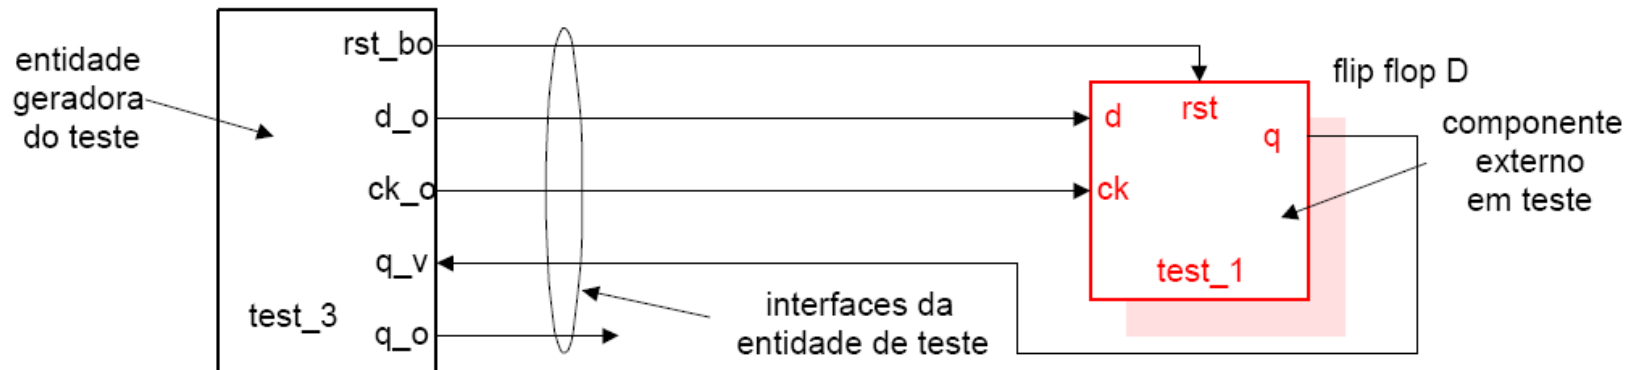 entidade
geradora
do teste
rst_bo
d_o
ck_o
q_v
q_o
test_3
interfaces da
entidade de teste
d
rst
q
ck
test_1
flip flop D
componente
externo
em teste